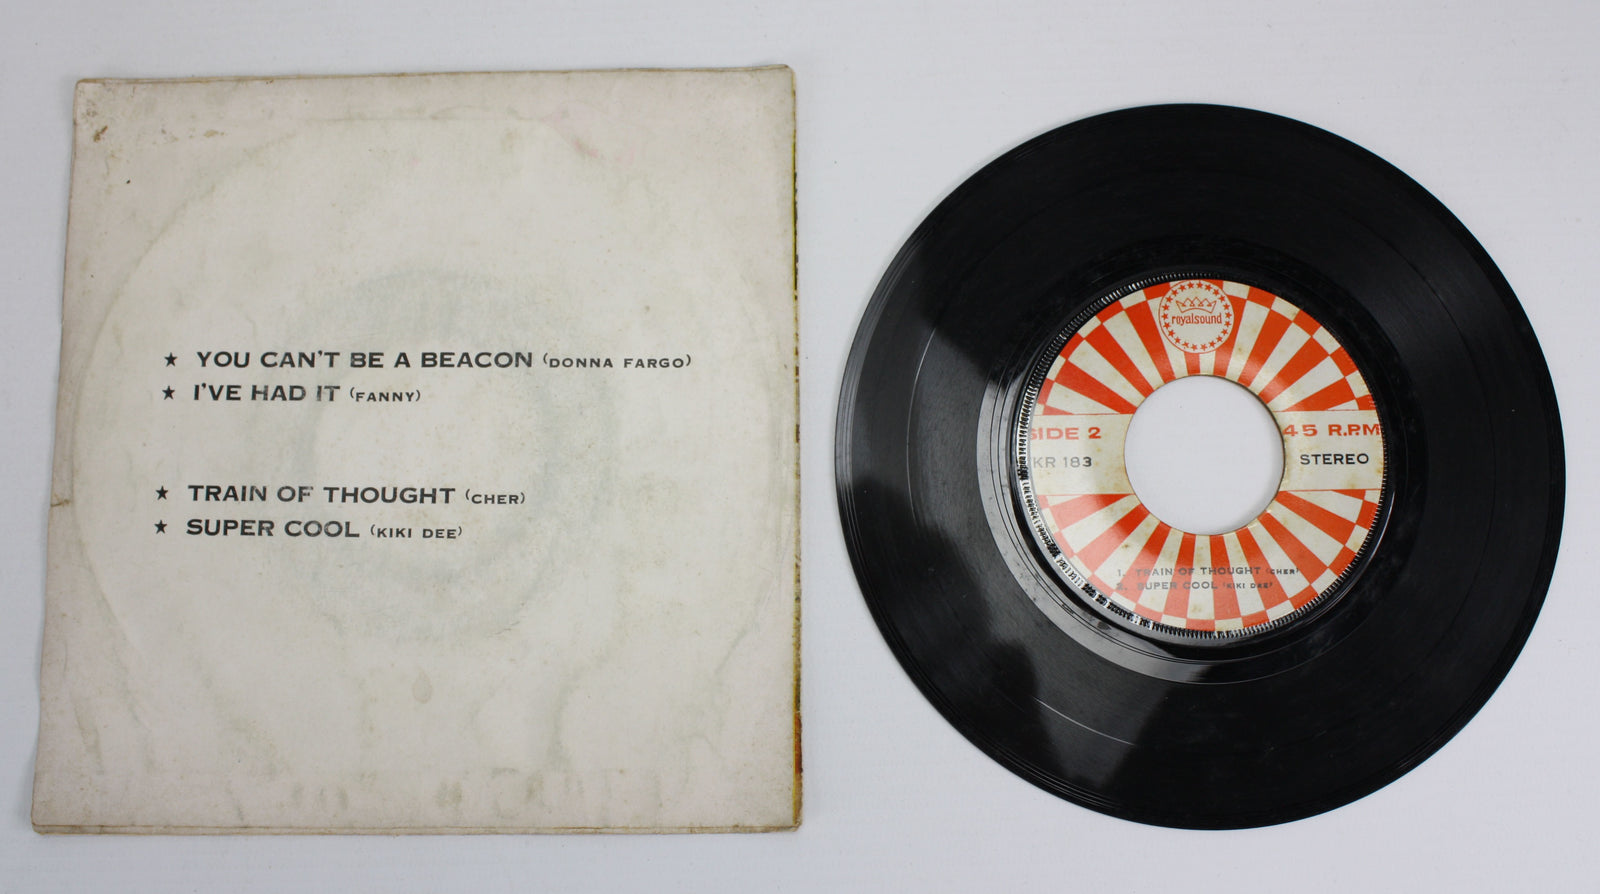 ★ YOU CAN'T BE A BEACON (DONNA FARGO)
★ I'VE HAD IT (FANNY)
★ TRAIN OF THOUGHT (CHER)
★ SUPER COOL (KIKI DEE)
royalsound
SIDE 2
45 R.P.M
KR 183
STEREO
1. TRAIN OF THOUGHT (CHER)
2. SUPER COOL (KIKI DEE)